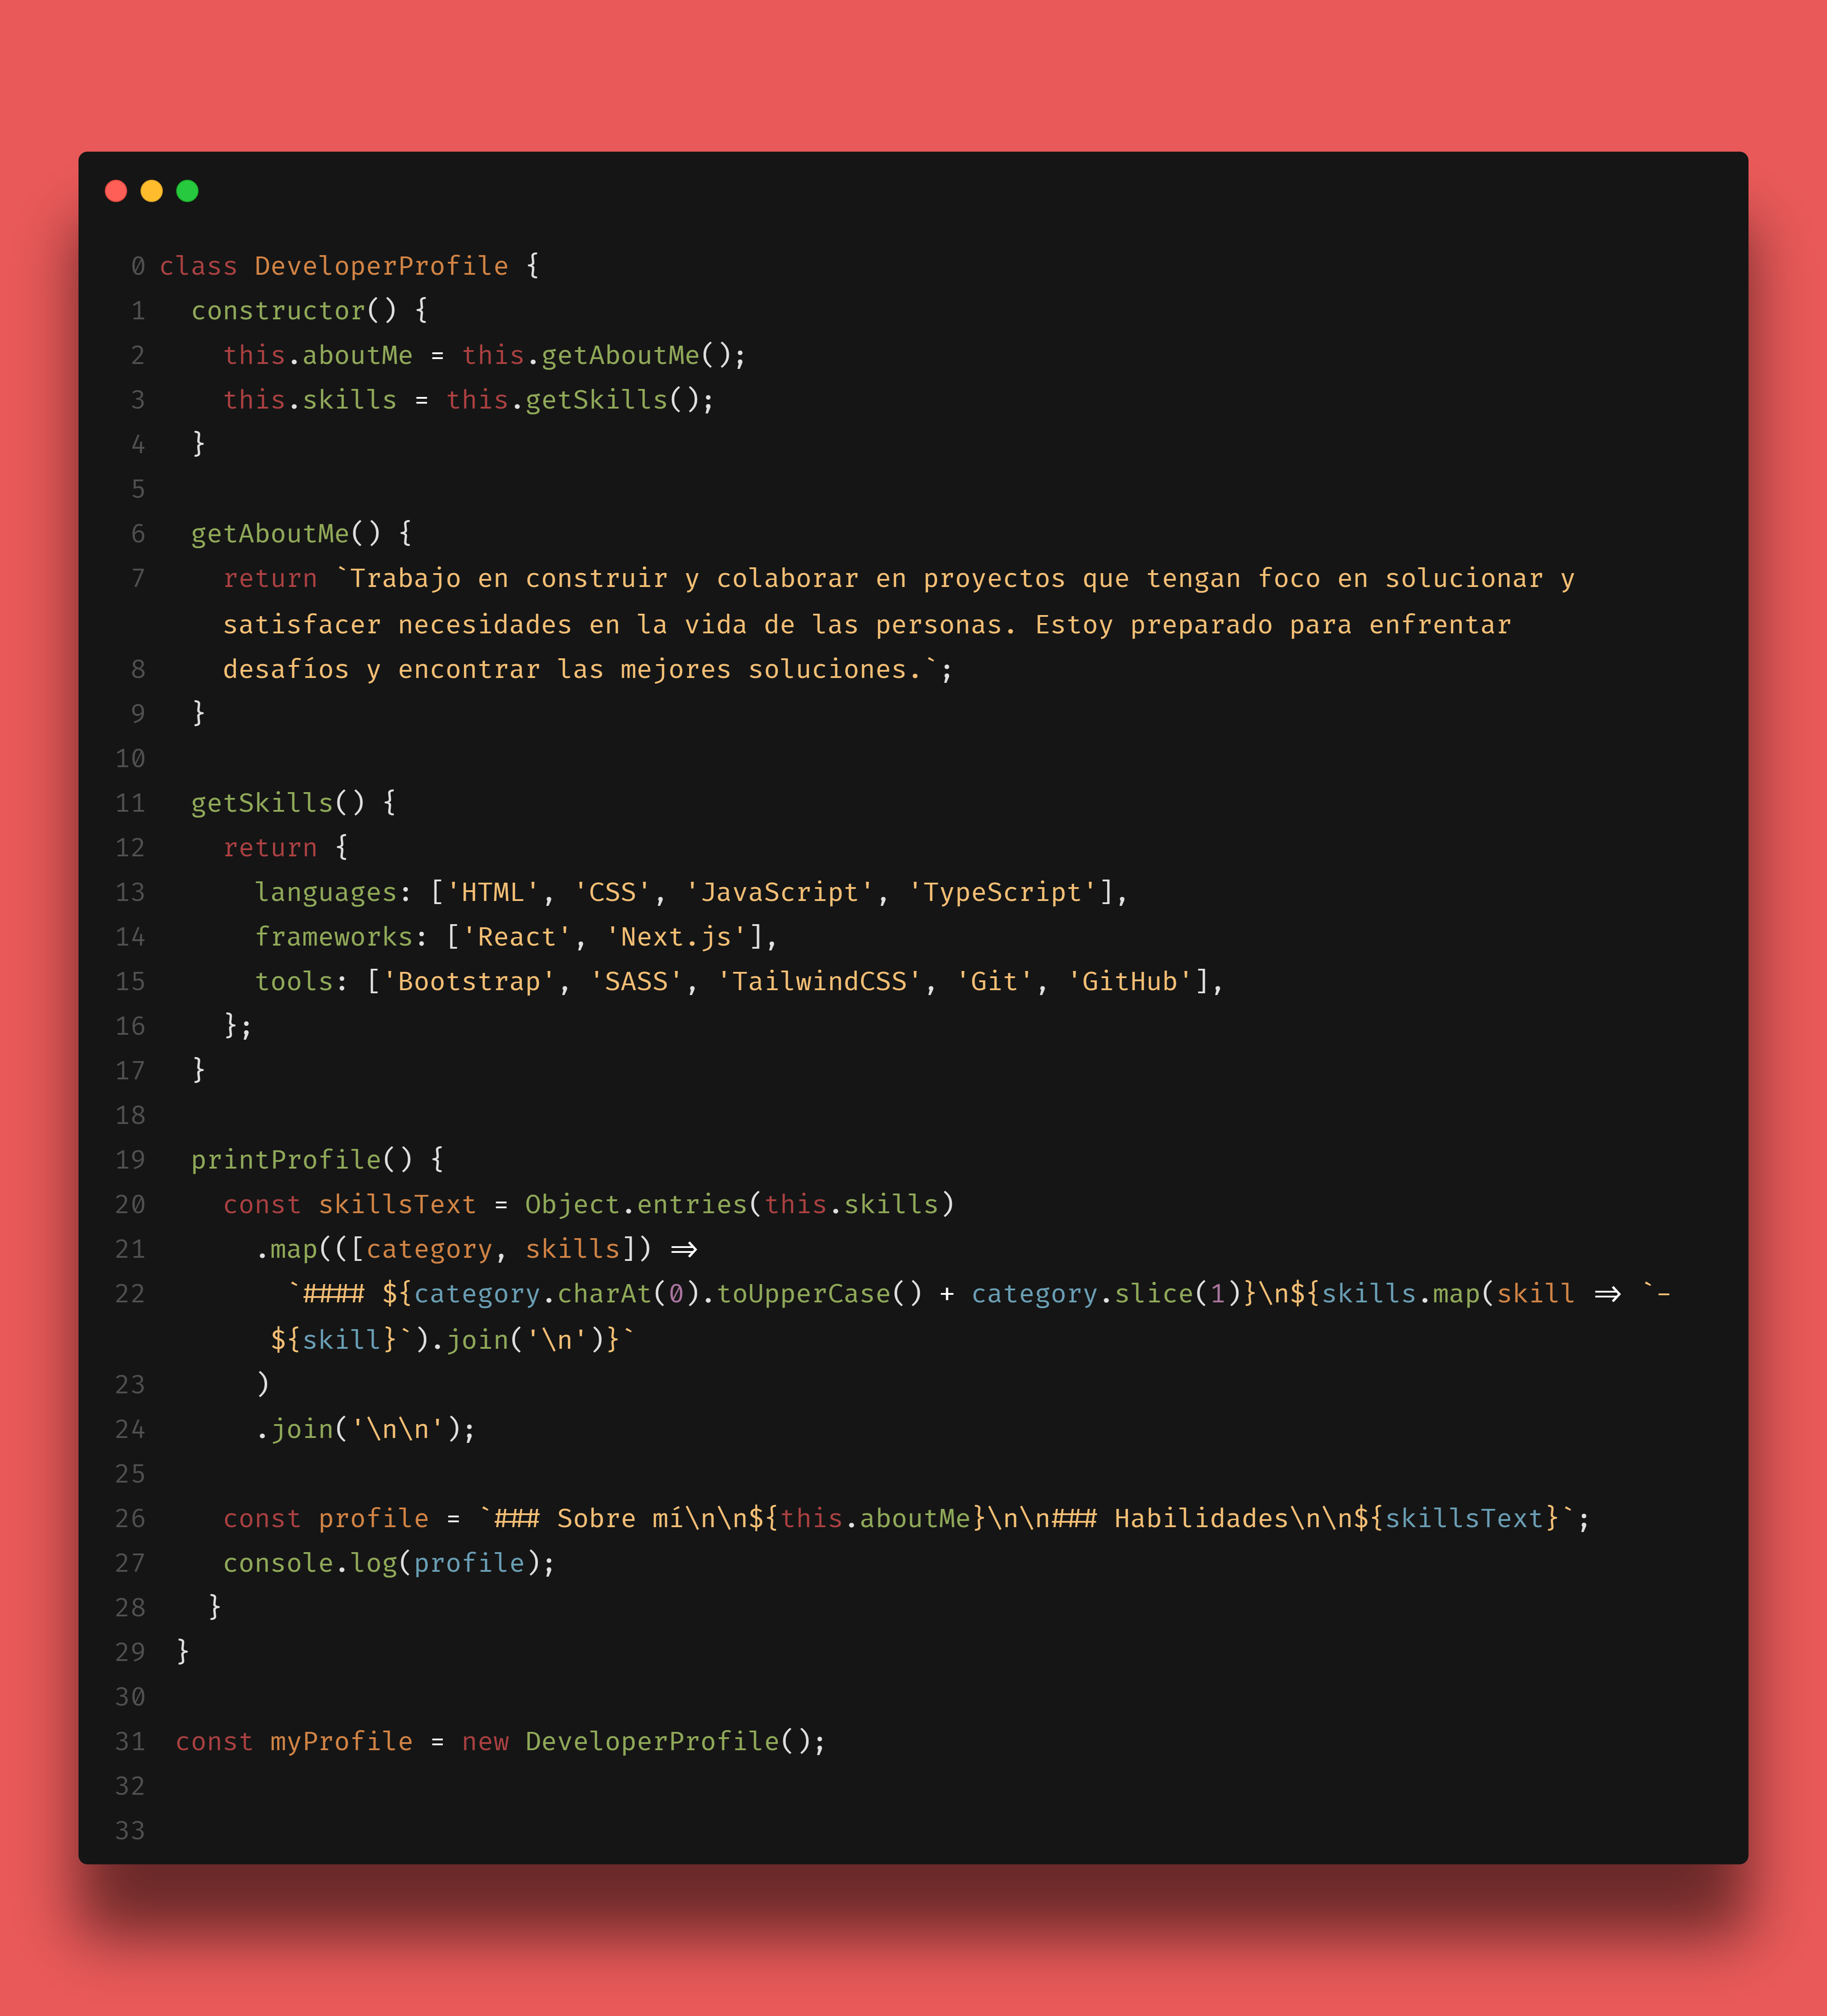 0 class DeveloperProfile {
1   constructor() {
2     this.aboutMe = this.getAboutMe();
3     this.skills = this.getSkills();
4   }
5
6   getAboutMe() {
7     return `Trabajo en construir y colaborar en proyectos que tengan foco en solucionar y
      satisfacer necesidades en la vida de las personas. Estoy preparado para enfrentar
8     desafíos y encontrar las mejores soluciones.`;
9   }
10
11   getSkills() {
12     return {
13       languages: ['HTML', 'CSS', 'JavaScript', 'TypeScript'],
14       frameworks: ['React', 'Next.js'],
15       tools: ['Bootstrap', 'SASS', 'TailwindCSS', 'Git', 'GitHub'],
16     };
17   }
18
19   printProfile() {
20     const skillsText = Object.entries(this.skills)
21       .map(([category, skills]) =>
22         `#### ${category.charAt(0).toUpperCase() + category.slice(1)}\n${skills.map(skill => `-
        ${skill}`).join('\n')}`
23       )
24       .join('\n\n');
25
26     const profile = `### Sobre mí\n\n${this.aboutMe}\n\n### Habilidades\n\n${skillsText}`;
27     console.log(profile);
28    }
29  }
30
31  const myProfile = new DeveloperProfile();
32
33